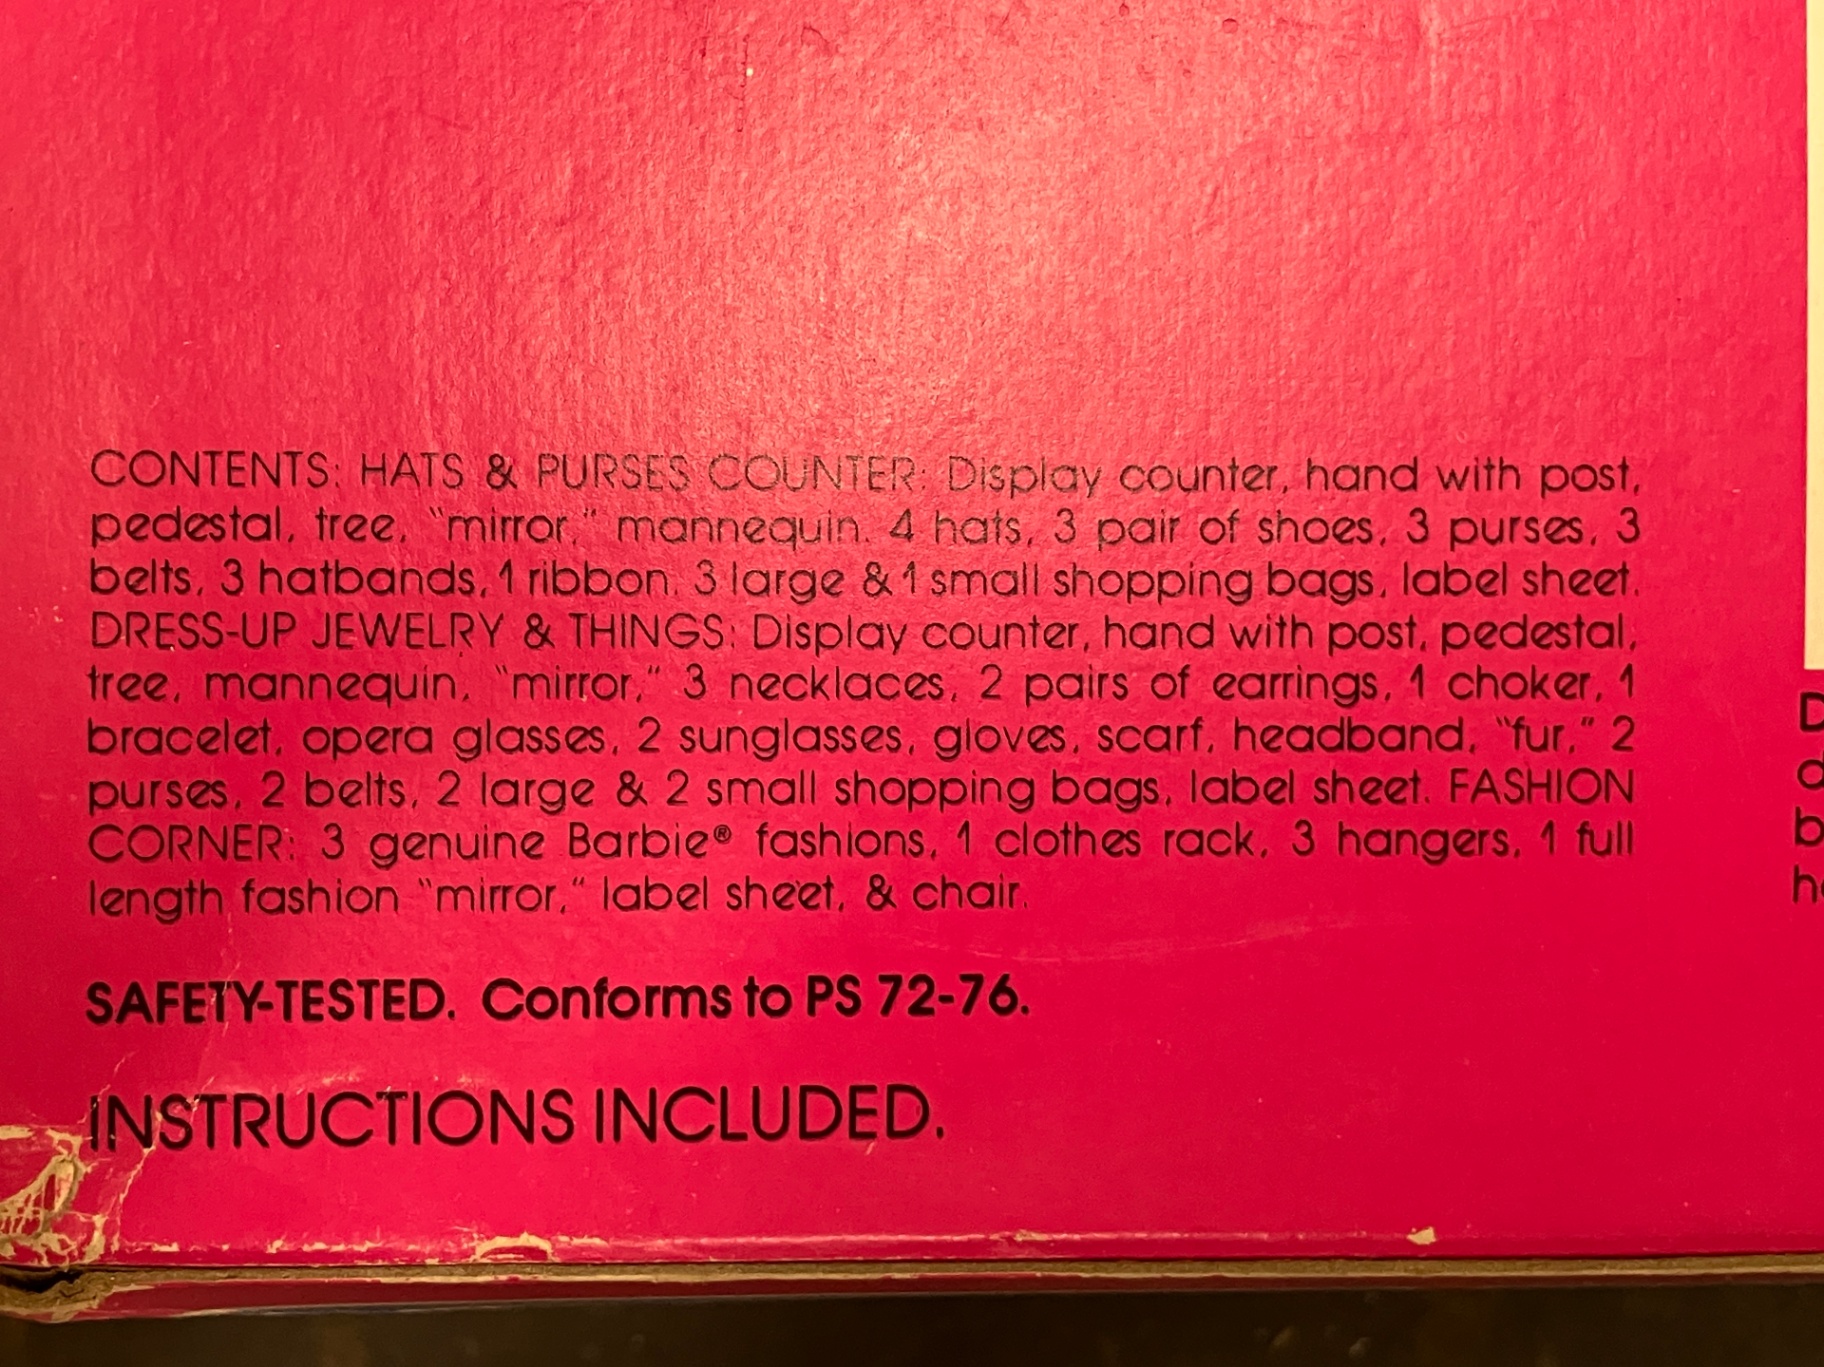 CONTENTS: HATS & PURSES COUNTER: Display counter, hand with post,
pedestal, tree, "mirror," mannequin. 4 hats, 3 pair of shoes, 3 purses, 3
belts, 3 hatbands, 1 ribbon. 3 large & 1 small shopping bags, label sheet.
DRESS-UP JEWELRY & THINGS: Display counter, hand with post, pedestal,
tree, mannequin, "mirror," 3 necklaces, 2 pairs of earrings, 1 choker, 1
bracelet, opera glasses, 2 sunglasses, gloves, scarf, headband, "fur," 2
purses, 2 belts, 2 large & 2 small shopping bags, label sheet. FASHION
CORNER: 3 genuine Barbie® fashions, 1 clothes rack, 3 hangers, 1 full
length fashion "mirror," label sheet, & chair.
SAFETY-TESTED. Conforms to PS 72-76.
INSTRUCTIONS INCLUDED.